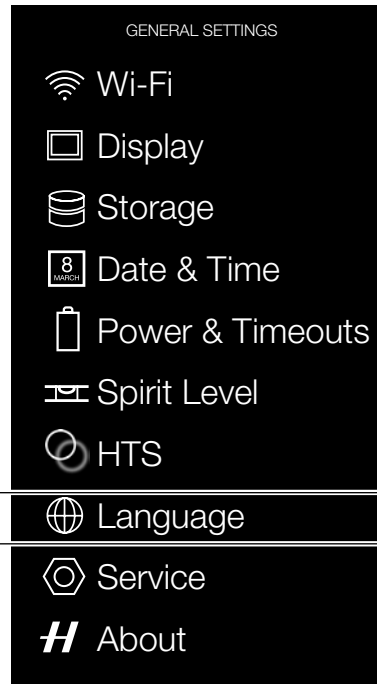 GENERAL SETTINGS
Wi-Fi
Display
Storage
8
MARCH
Date & Time
Power & Timeouts
Spirit Level
HTS
Language
Service
H About